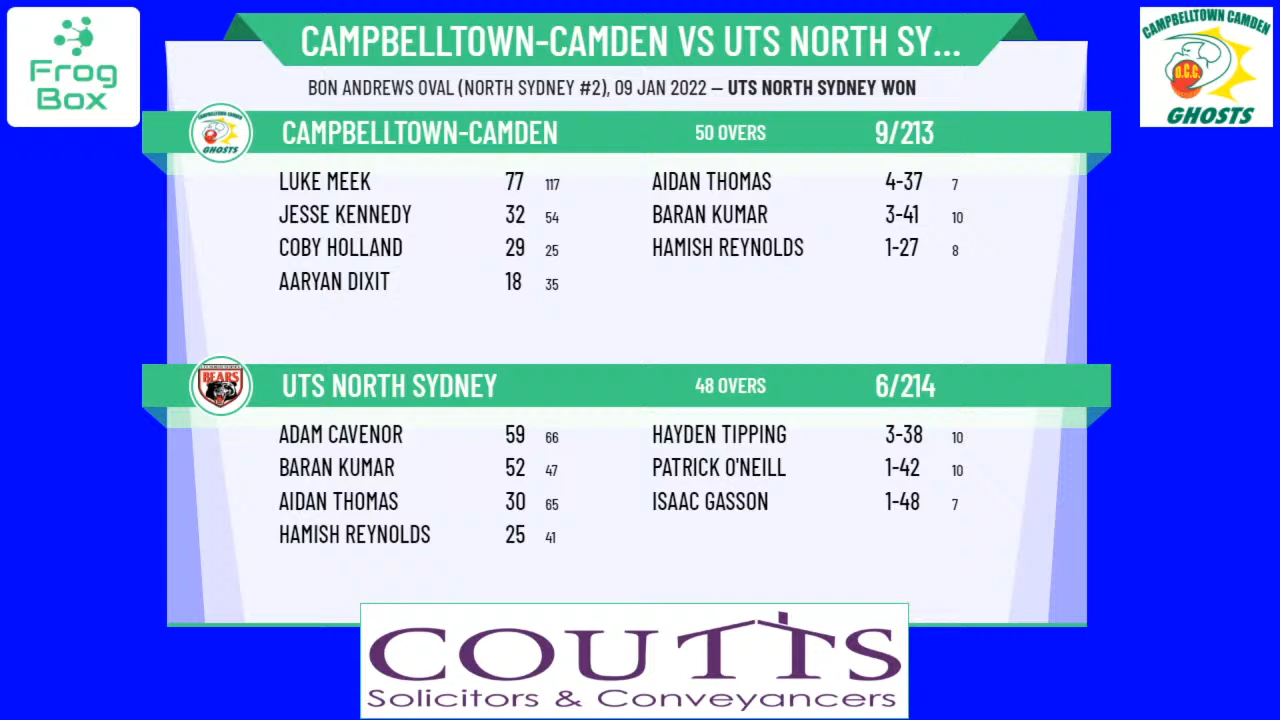 Frog
Box
CAMPBELLTOWN-CAMDEN VS UTS NORTH SY...
CAMPBELLTOWN CAMDEN
D.C.C.
GHOSTS
BON ANDREWS OVAL (NORTH SYDNEY #2), 09 JAN 2022 — UTS NORTH SYDNEY WON
CAMPBELLTOWN CAMDEN
GHOSTS
CAMPBELLTOWN-CAMDEN 50 OVERS 9/213
LUKE MEEK 77 117 AIDAN THOMAS 4-37 7
JESSE KENNEDY 32 54 BARAN KUMAR 3-41 10
COBY HOLLAND 29 25 HAMISH REYNOLDS 1-27 8
AARYAN DIXIT 18 35
BEARS
UTS NORTH SYDNEY 48 OVERS 6/214
ADAM CAVENOR 59 66 HAYDEN TIPPING 3-38 10
BARAN KUMAR 52 47 PATRICK O'NEILL 1-42 10
AIDAN THOMAS 30 65 ISAAC GASSON 1-48 7
HAMISH REYNOLDS 25 41
COUTTS
Solicitors & Conveyancers